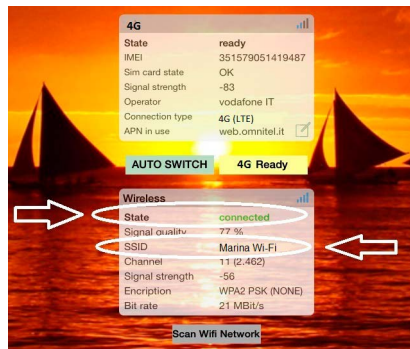 4G
State ready
IMEI 351579051419487
Sim card state OK
Signal strength -83
Operator vodafone IT
Connection type 4G (LTE)
APN in use web.omnitel.it
AUTO SWITCH 4G Ready
Wireless
State connected
Signal quality 77 %
SSID Marina Wi-Fi
Channel 11 (2.462)
Signal strength -56
Encription WPA2 PSK (NONE)
Bit rate 21 MBit/s
Scan Wifi Network